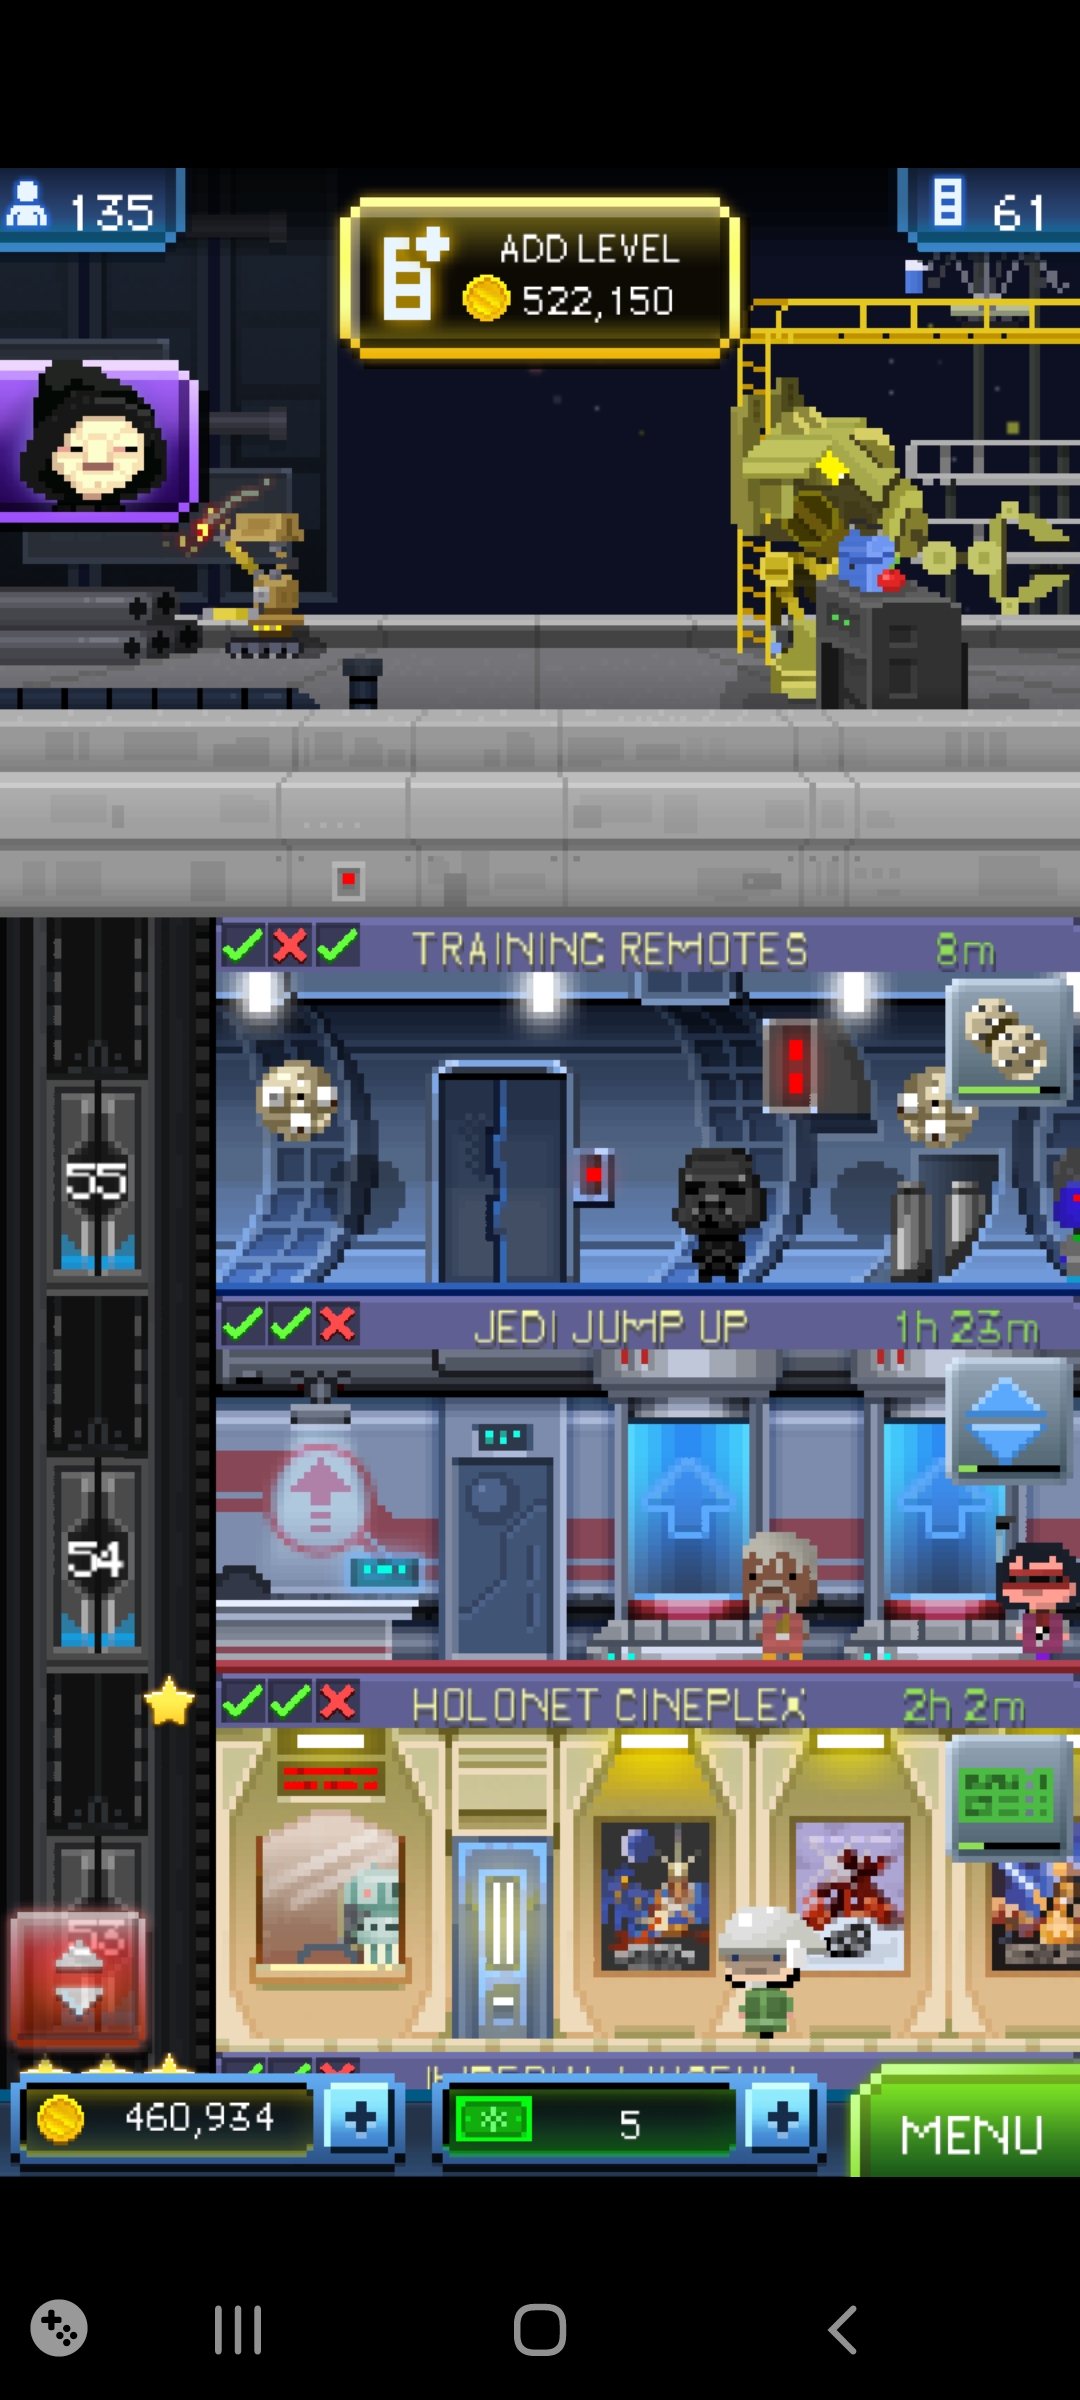 135
ADD LEVEL
522,150
61
TRAINING REMOTES
8m
55
JEDI JUMP UP
1h 23m
54
HOLONET CINEPLEX
2h 2m
53
460,934
5
MENU